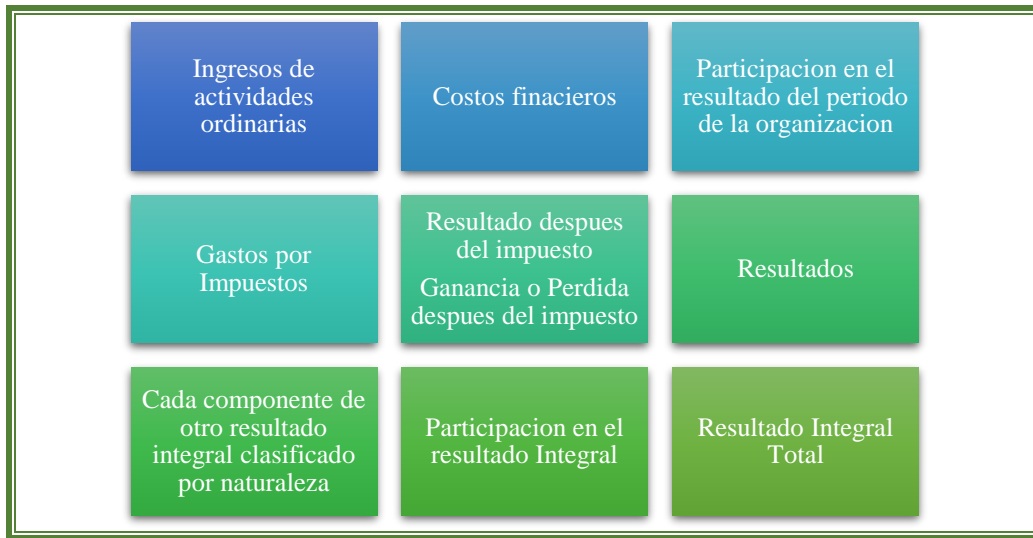 Ingresos de
actividades
ordinarias
Costos finacieros
Participacion en el
resultado del periodo
de la organizacion
Gastos por
Impuestos
Resultado despues
del impuesto
Ganancia o Perdida
despues del impuesto
Resultados
Cada componente de
otro resultado
integral clasificado
por naturaleza
Participacion en el
resultado Integral
Resultado Integral
Total